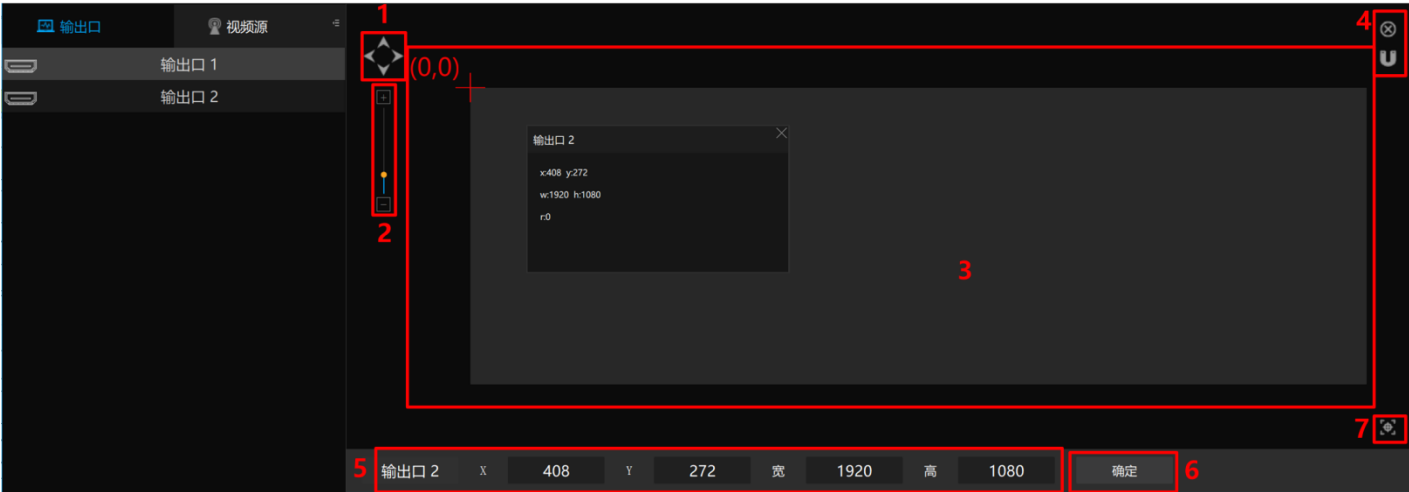 输出口 视频源
输出口 1
输出口 2
1
2
(0,0)
输出口 2
x:408 y:272
w:1920 h:1080
r:0
3
4
7
5 输出口 2 X 408 Y 272 宽 1920 高 1080 确定 6